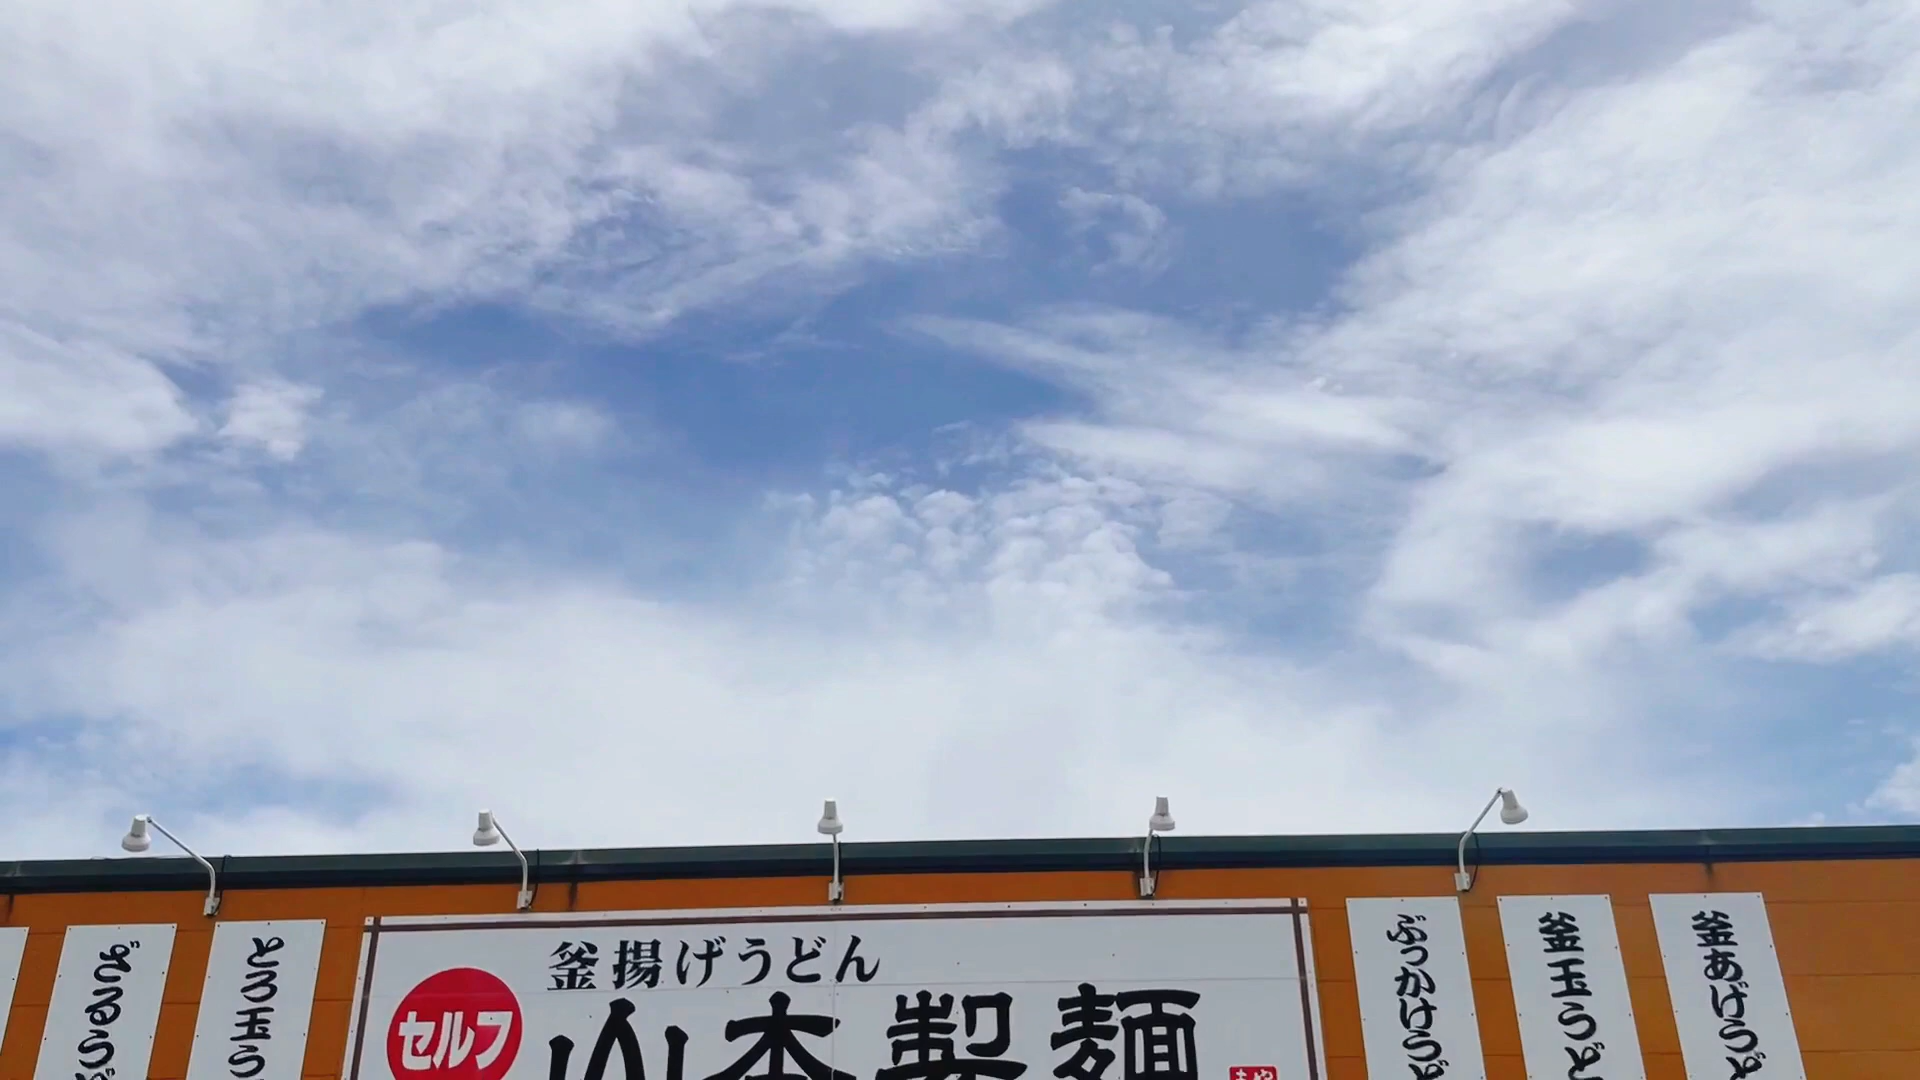 釜揚げうどん
セルフ
山本製麺
ぶっかけうど
釜玉うど
釜あげうど
とろ玉う
ざるうど